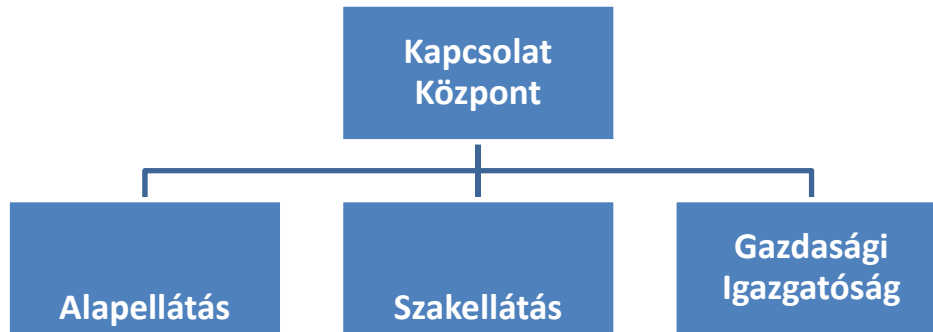 Kapcsolat
Központ
Alapellátás
Szakellátás
Gazdasági
Igazgatóság